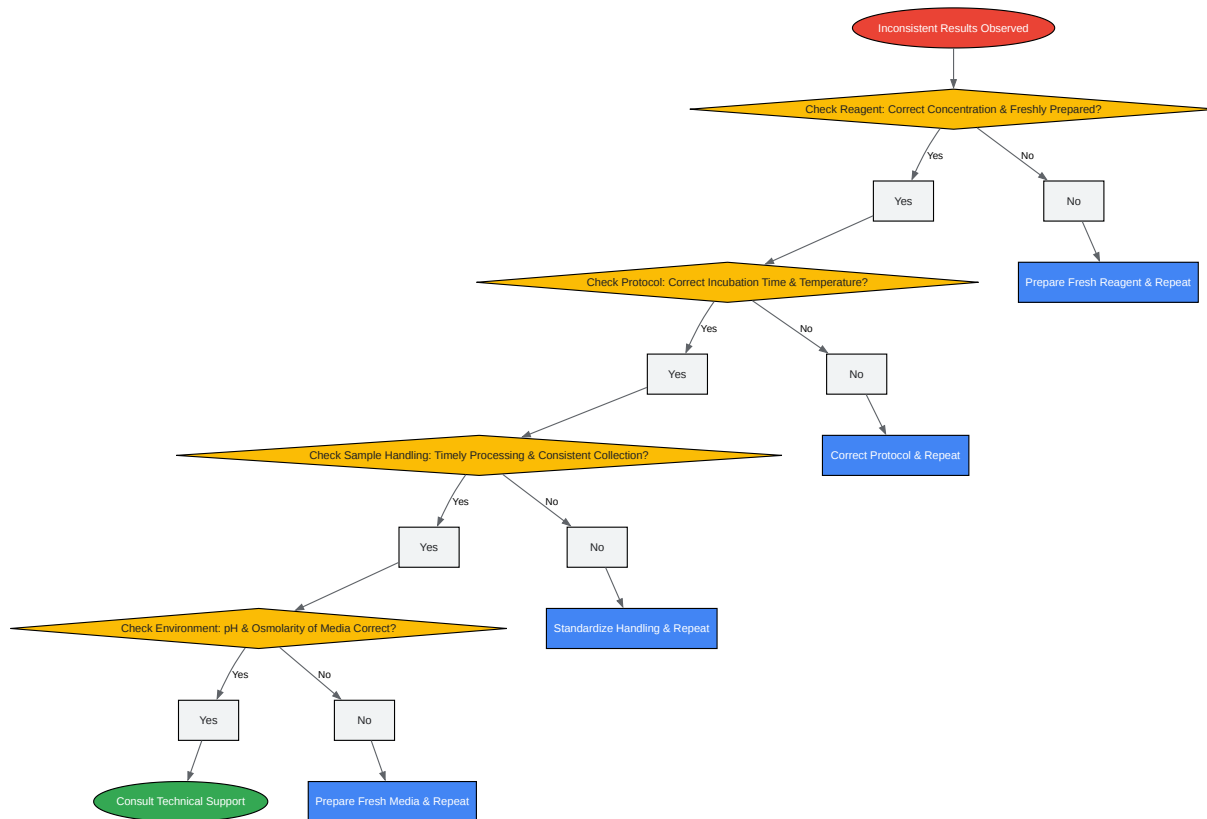 Inconsistent Results Observed
Check Reagent: Correct Concentration & Freshly Prepared?
Yes
No
Yes
No
Check Protocol: Correct Incubation Time & Temperature?
Prepare Fresh Reagent & Repeat
Yes
No
Yes
No
Check Sample Handling: Timely Processing & Consistent Collection?
Correct Protocol & Repeat
Yes
No
Yes
No
Check Environment: pH & Osmolarity of Media Correct?
Standardize Handling & Repeat
Yes
No
Yes
No
Consult Technical Support
Prepare Fresh Media & Repeat